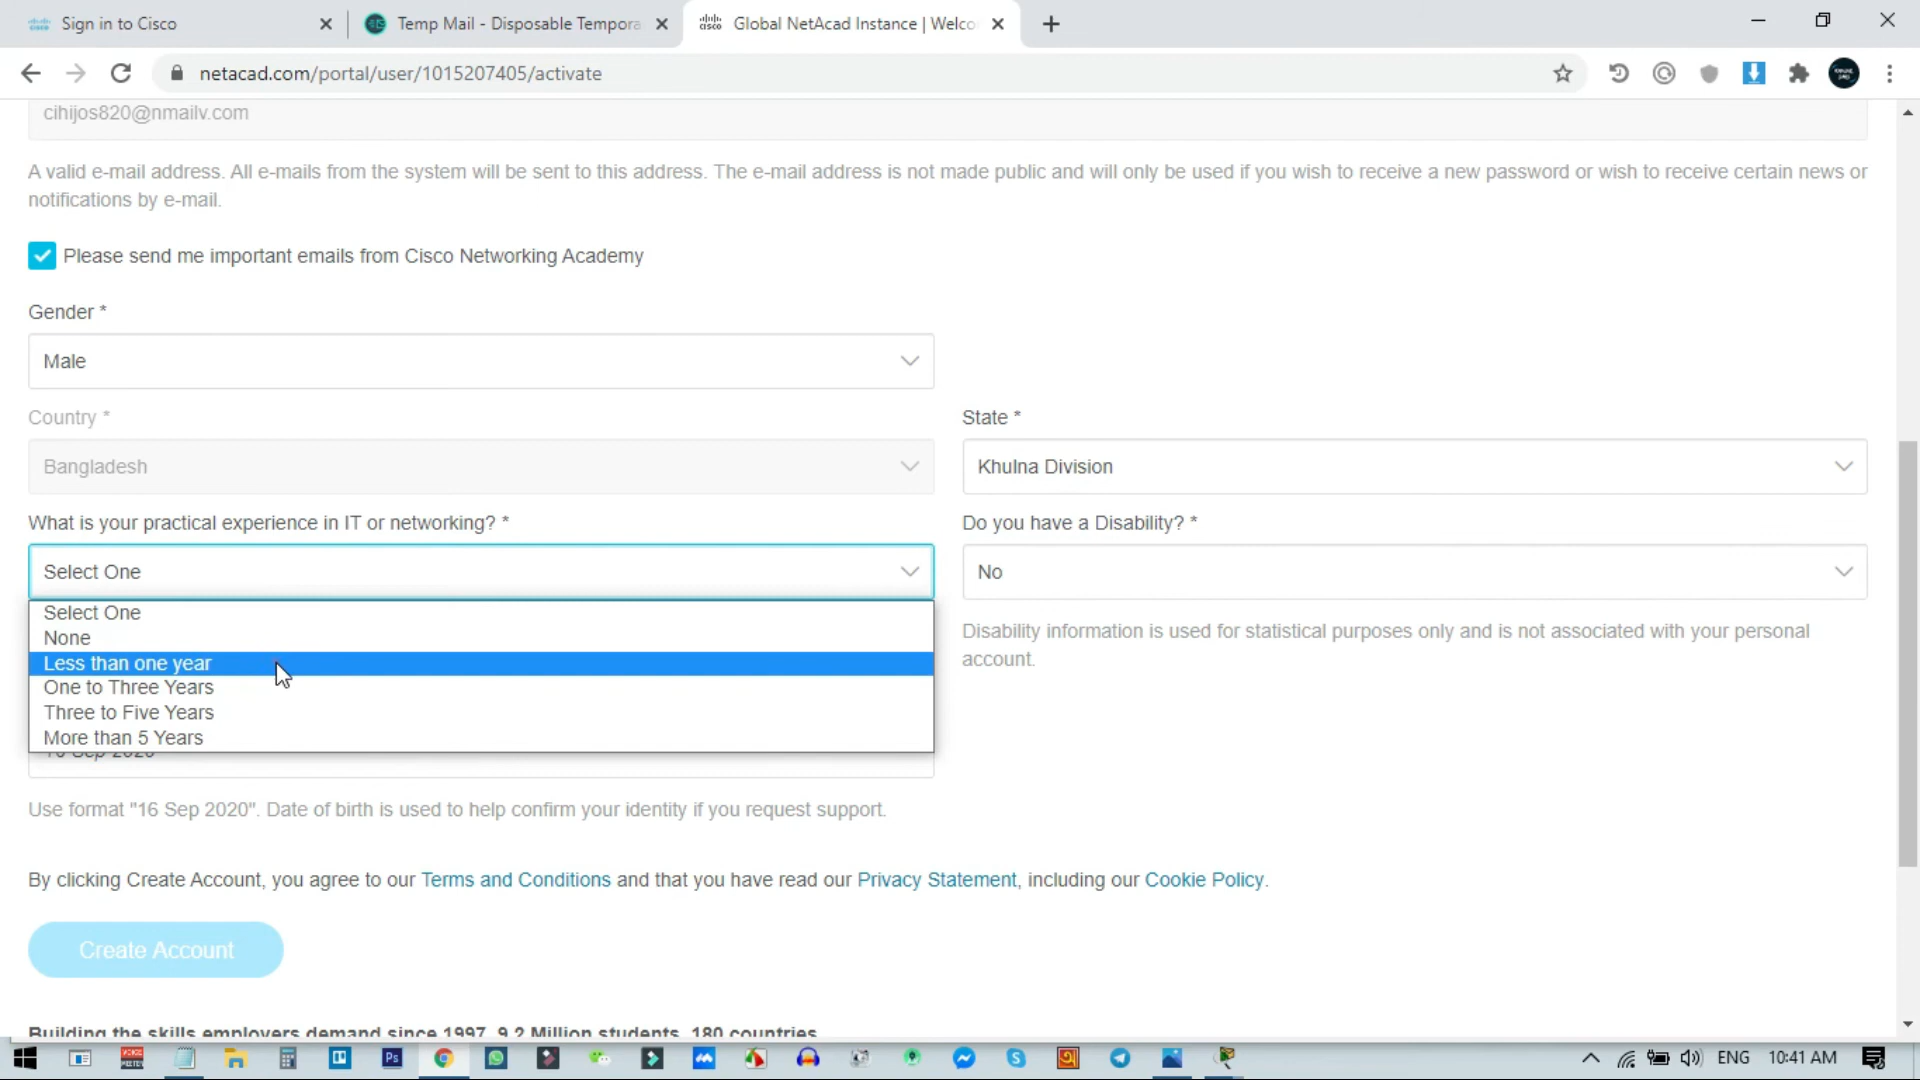 Sign in to Cisco
Temp Mail - Disposable Tempora
Global NetAcad Instance | Welco
netacad.com/portal/user/1015207405/activate
cihijos820@nmailv.com
A valid e-mail address. All e-mails from the system will be sent to this address. The e-mail address is not made public and will only be used if you wish to receive a new password or wish to receive certain news or
notifications by e-mail.
Please send me important emails from Cisco Networking Academy
Gender *
Male
Country *
State *
Bangladesh
Khulna Division
What is your practical experience in IT or networking? *
Do you have a Disability? *
Select One
No
Select One
None
Less than one year
One to Three Years
Three to Five Years
More than 5 Years
Disability information is used for statistical purposes only and is not associated with your personal
account.
Use format "16 Sep 2020". Date of birth is used to help confirm your identity if you request support.
By clicking Create Account, you agree to our Terms and Conditions and that you have read our Privacy Statement, including our Cookie Policy.
Create Account
Building the skills employers demand since 1997. 9.2 Million students. 180 countries.
ENG
10:41 AM